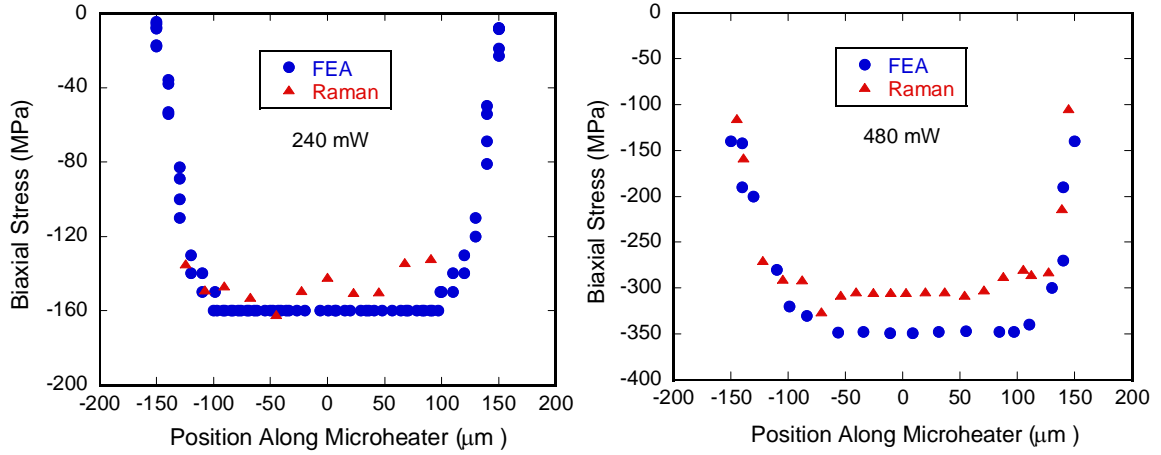 0
-40
-80
-120
-160
-200
-200 -150 -100 -50 0 50 100 150 200
Biaxial Stress (MPa)
Position Along Microheater (μm )
FEA
Raman
240 mW
0
-50
-100
-150
-200
-250
-300
-350
-400
-200 -150 -100 -50 0 50 100 150 200
Biaxial Stress (MPa)
Position Along Microheater (μm )
FEA
Raman
480 mW